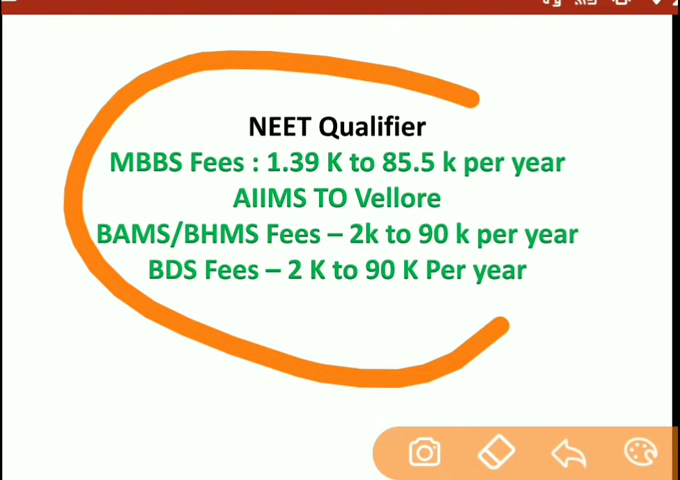 NEET Qualifier
MBBS Fees : 1.39 K to 85.5 k per year
AIIMS TO Vellore
BAMS/BHMS Fees – 2k to 90 k per year
BDS Fees – 2 K to 90 K Per year